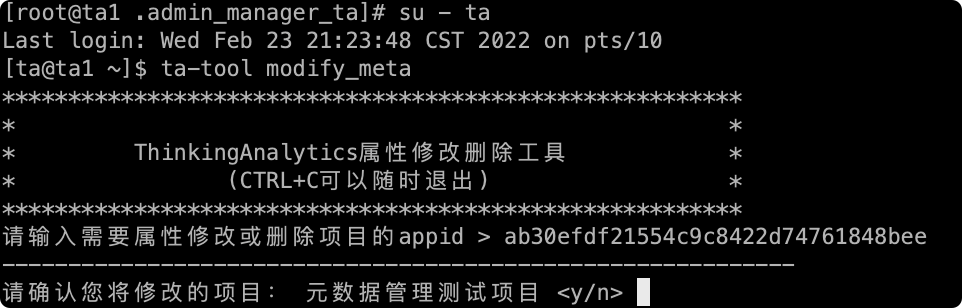 [root@ta1 .admin_manager_ta]# su - ta
Last login: Wed Feb 23 21:23:48 CST 2022 on pts/10
[ta@ta1 ~]$ ta-tool modify_meta
********************************************************
*                                                      *
*         ThinkingAnalytics属性修改删除工具            *
*                (CTRL+C可以随时退出)                  *
********************************************************
请输入需要属性修改或删除项目的appid > ab30efdf21554c9c8422d74761848bee
------------------------------------------------------------
请确认您将修改的项目： 元数据管理测试项目 <y/n>